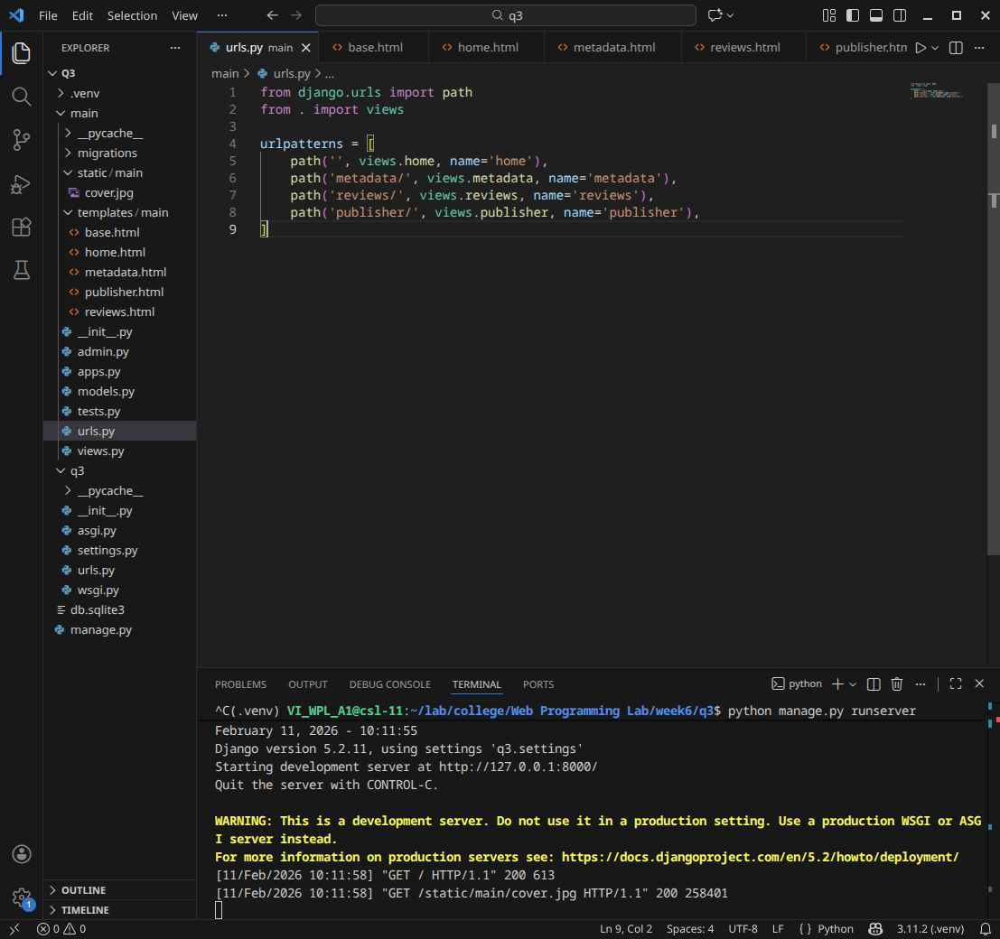 File Edit Selection View ··· q3
EXPLORER ···
Q3
.venv
main
__pycache__
migrations
static/main
cover.jpg
templates/main
base.html
home.html
metadata.html
publisher.html
reviews.html
__init__.py
admin.py
apps.py
models.py
tests.py
urls.py
views.py
q3
__pycache__
__init__.py
asgi.py
settings.py
urls.py
wsgi.py
db.sqlite3
manage.py
OUTLINE
TIMELINE
1
urls.py main base.html home.html metadata.html reviews.html publisher.htm ···
main > urls.py > ...
1 from django.urls import path
2 from . import views
3
4 urlpatterns = [
5     path('', views.home, name='home'),
6     path('metadata/', views.metadata, name='metadata'),
7     path('reviews/', views.reviews, name='reviews'),
8     path('publisher/', views.publisher, name='publisher'),
9 ]
PROBLEMS OUTPUT DEBUG CONSOLE TERMINAL PORTS python ···
^C(.venv) VI_WPL_A1@csl-11:~/lab/college/Web Programming Lab/week6/q3$ python manage.py runserver
February 11, 2026 - 10:11:55
Django version 5.2.11, using settings 'q3.settings'
Starting development server at http://127.0.0.1:8000/
Quit the server with CONTROL-C.
WARNING: This is a development server. Do not use it in a production setting. Use a production WSGI or ASG
I server instead.
For more information on production servers see: https://docs.djangoproject.com/en/5.2/howto/deployment/
[11/Feb/2026 10:11:58] "GET / HTTP/1.1" 200 613
[11/Feb/2026 10:11:58] "GET /static/main/cover.jpg HTTP/1.1" 200 258401
0 0 Ln 9, Col 2 Spaces: 4 UTF-8 LF { } Python 3.11.2 (.venv)